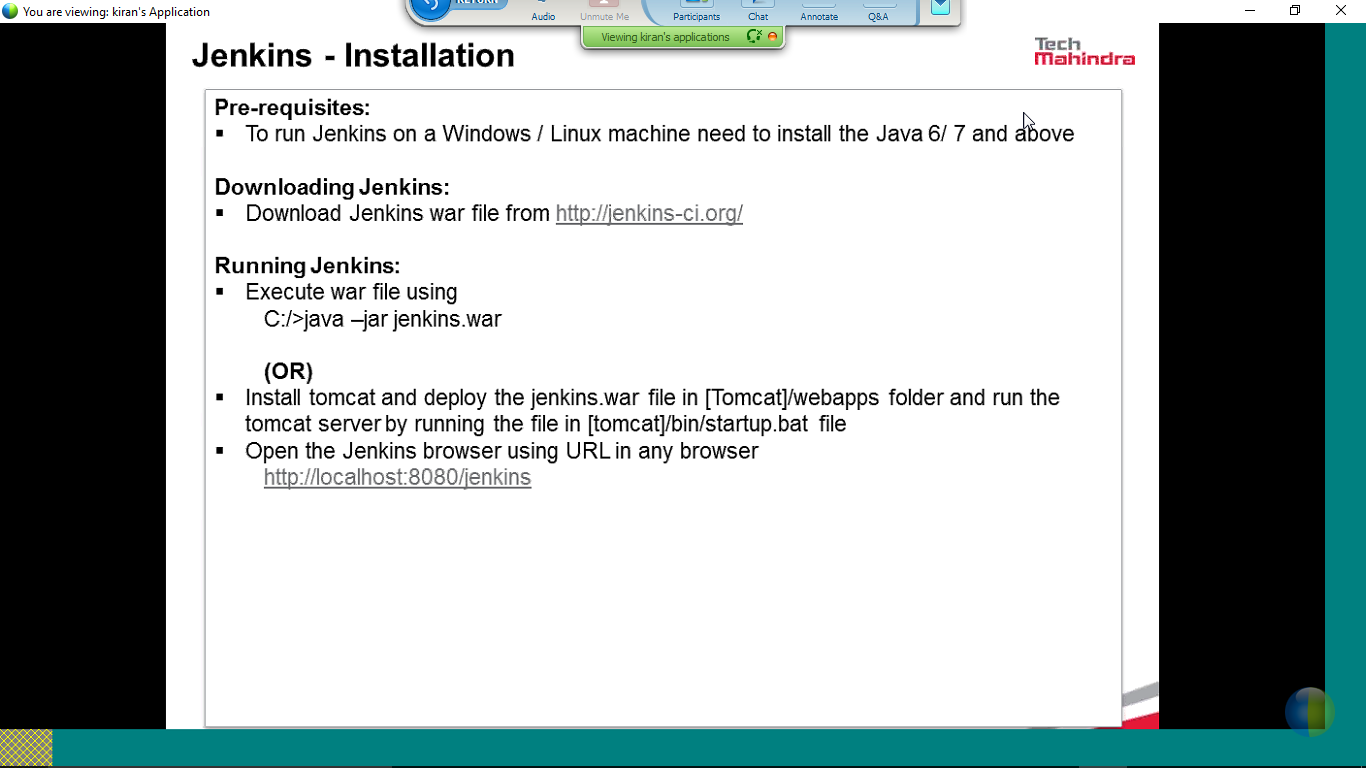 You are viewing: kiran's Application
RETURN
Audio
Unmute Me
Participants
Chat
Annotate
Q&A
Viewing kiran's applications
Jenkins - Installation
Tech
Mahindra
Pre-requisites:
▪ To run Jenkins on a Windows / Linux machine need to install the Java 6/ 7 and above
Downloading Jenkins:
▪ Download Jenkins war file from http://jenkins-ci.org/
Running Jenkins:
▪ Execute war file using
C:/>java –jar jenkins.war
(OR)
▪ Install tomcat and deploy the jenkins.war file in [Tomcat]/webapps folder and run the
tomcat server by running the file in [tomcat]/bin/startup.bat file
▪ Open the Jenkins browser using URL in any browser
http://localhost:8080/jenkins